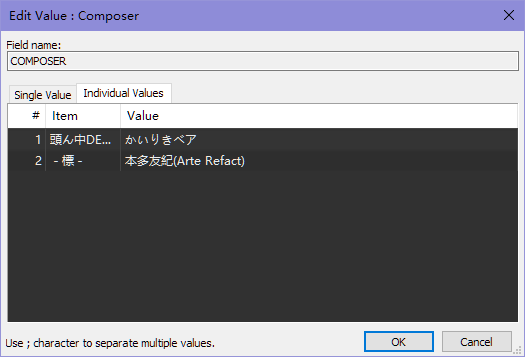 Edit Value : Composer
Field name:
COMPOSER
Single Value Individual Values
# Item Value
1 頭ん中DE... かいりきベア
2 - 標 - 本多友紀(Arte Refact)
Use ; character to separate multiple values.
OK Cancel